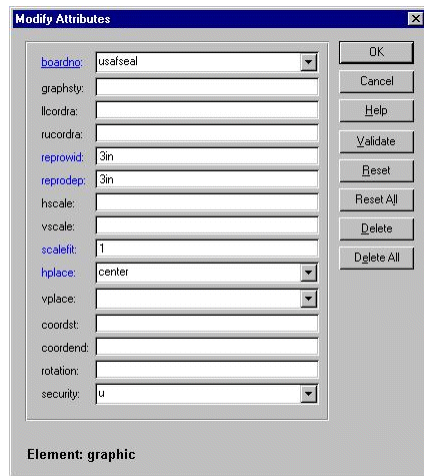 Modify Attributes
boardno: usafseal
graphsty:
llcordra:
rucordra:
reprowid: 3in
reprodep: 3in
hscale:
vscale:
scalefit: 1
hplace: center
vplace:
coordst:
coordend:
rotation:
security: u
OK
Cancel
Help
Validate
Reset
Reset All
Delete
Delete All
Element: graphic